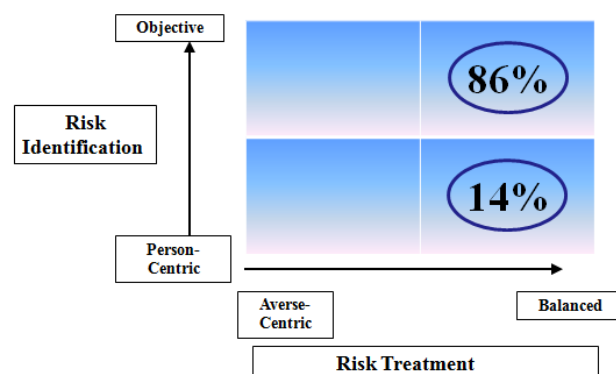 Objective
86%
Risk
Identification
14%
Person-
Centric
Averse-
Centric
Balanced
Risk Treatment